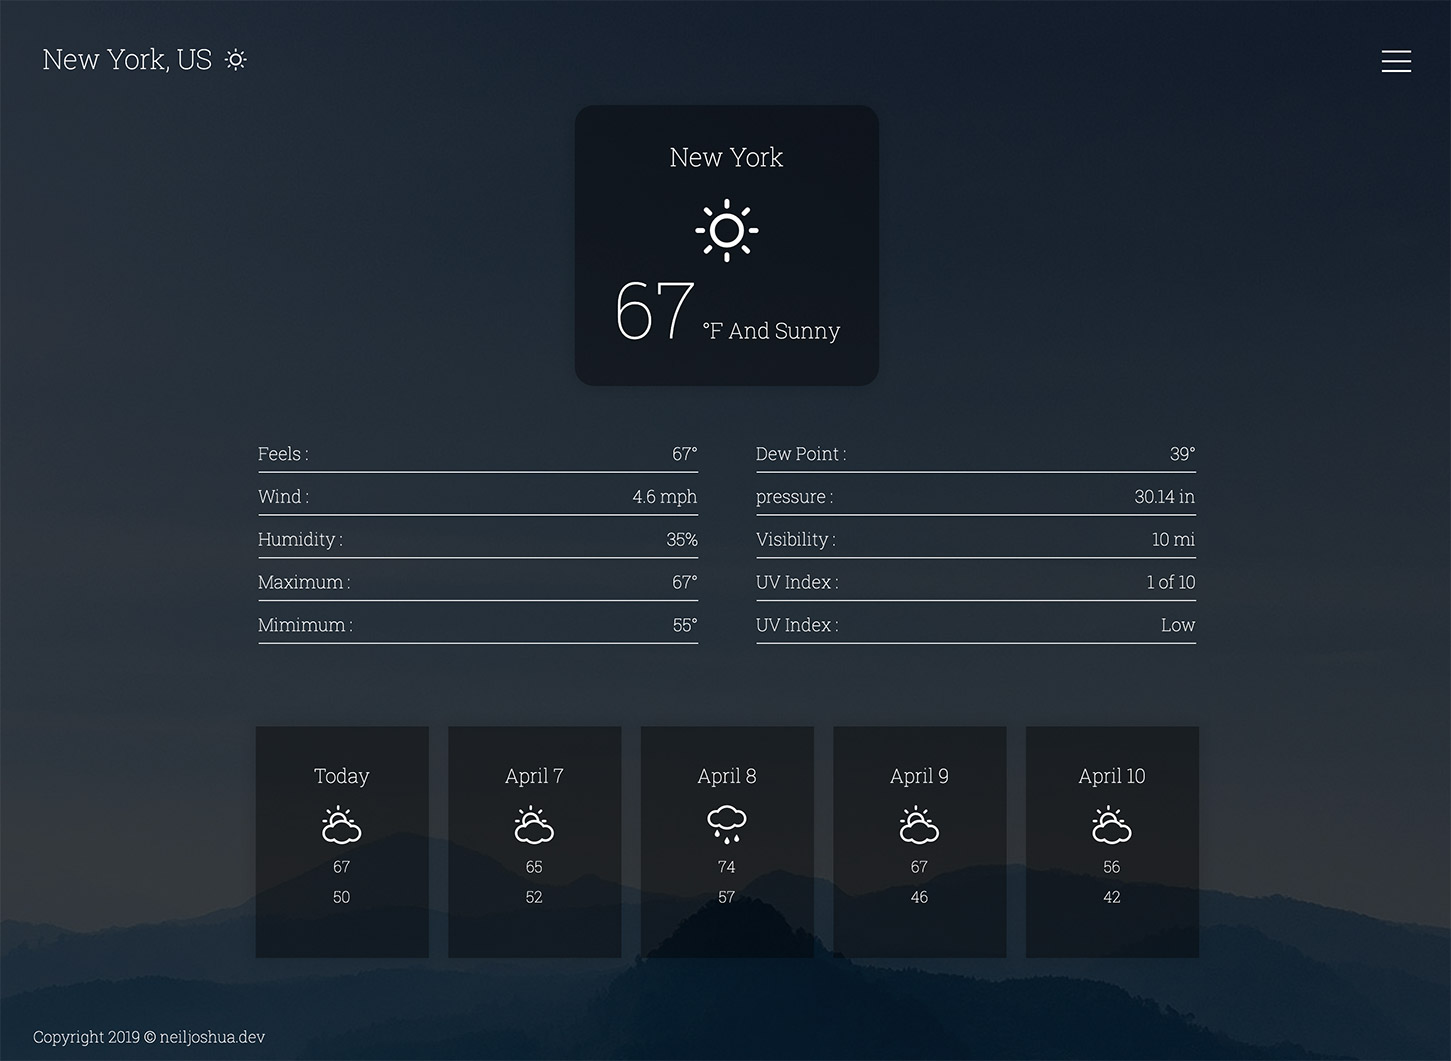 New York, US
New York
67 °F And Sunny
Feels : 67°
Wind : 4.6 mph
Humidity : 35%
Maximum : 67°
Mimimum : 55°
Dew Point : 39°
pressure : 30.14 in
Visibility : 10 mi
UV Index : 1 of 10
UV Index : Low
Today
67
50
April 7
65
52
April 8
74
57
April 9
67
46
April 10
56
42
Copyright 2019 © neiljoshua.dev